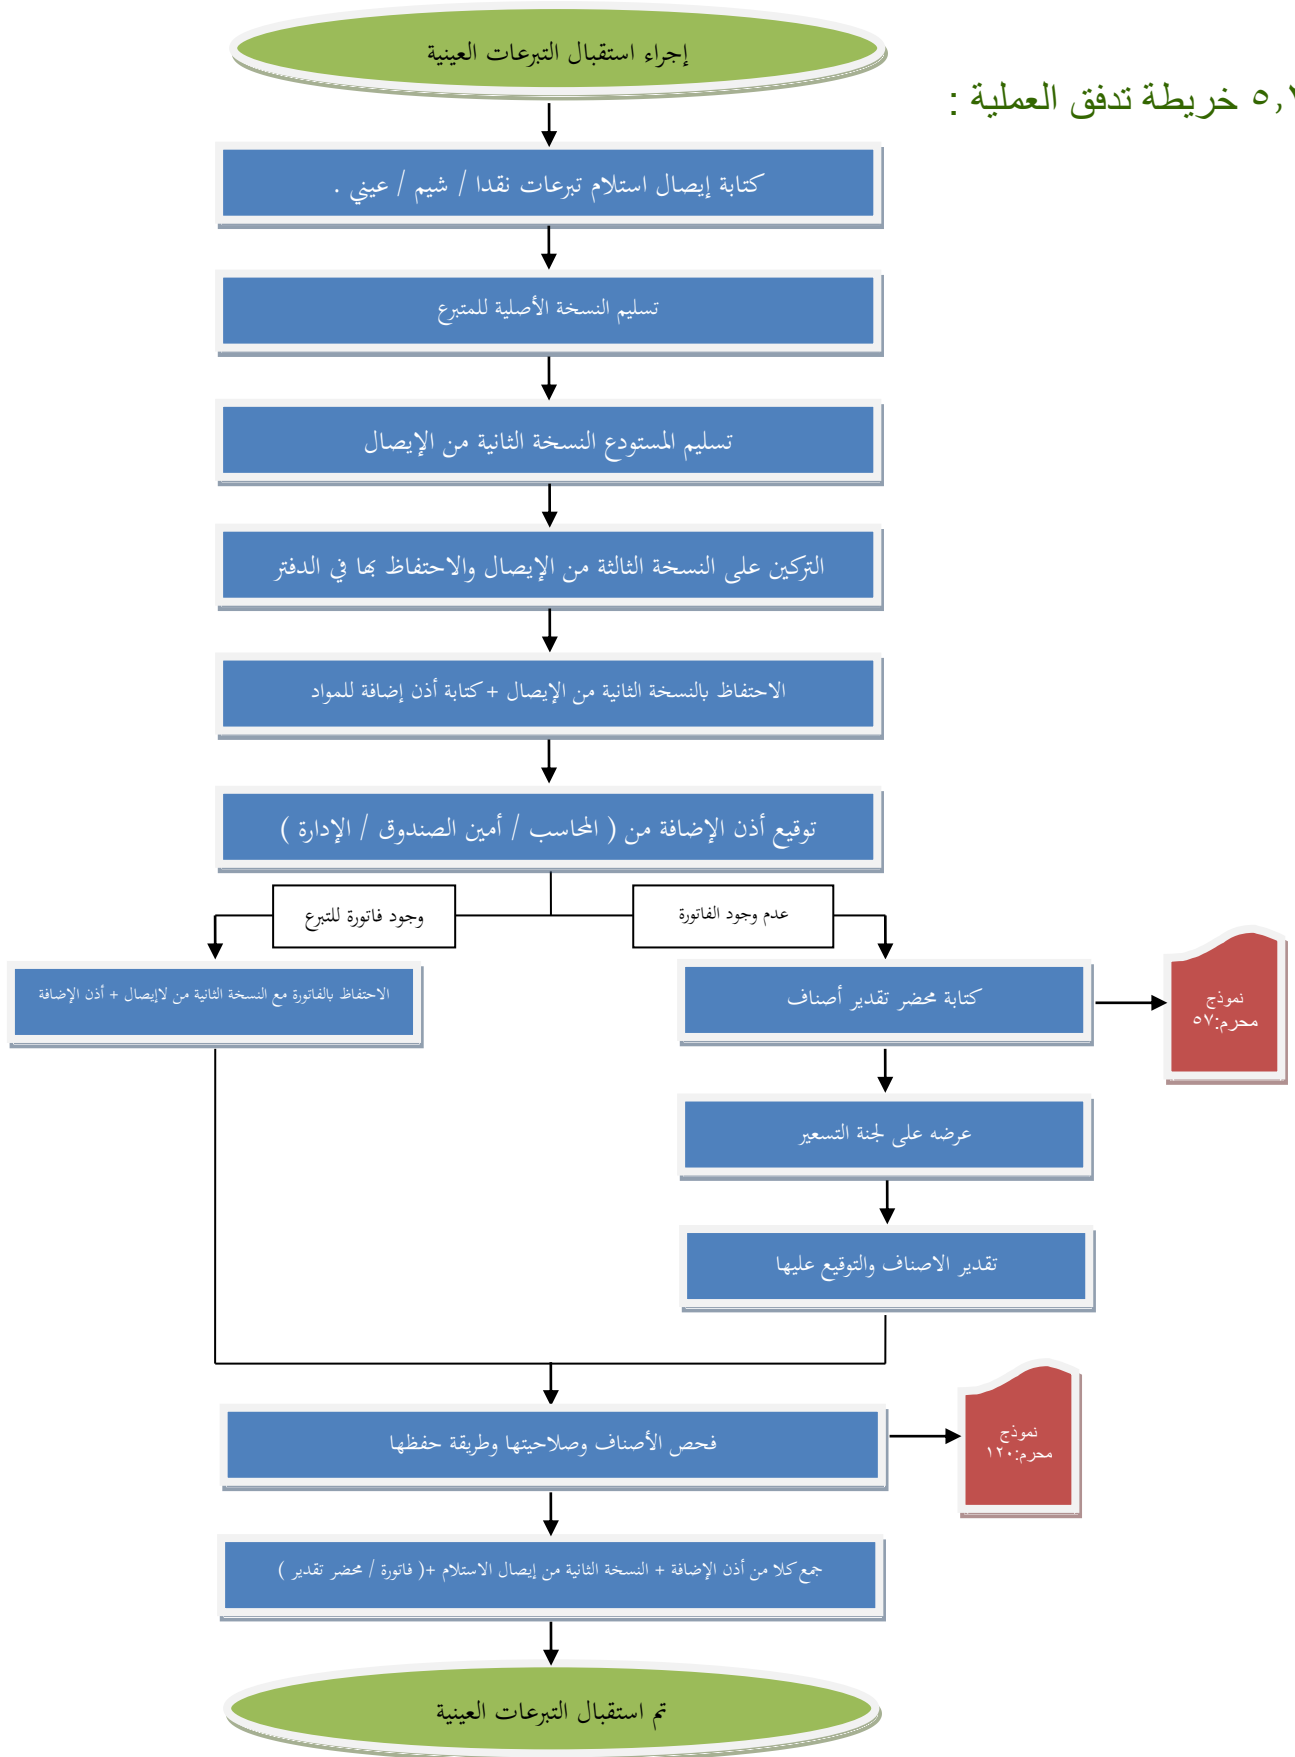 إجراء استقبال التبرعات العينية
خريطة تدفق العملية :
كتابة إيصال استلام تبرعات نقدا / شيم / عيني .
تسليم النسخة الأصلية للمتبرع
تسليم المستودع النسخة الثانية من الإيصال
التركين على النسخة الثالثة من الإيصال والاحتفاظ بها في الدفتر
الاحتفاظ بالنسخة الثانية من الإيصال + كتابة أذن إضافة للمواد
توقيع أذن الإضافة من ( المحاسب / أمين الصندوق / الإدارة )
عدم وجود الفاتورة
وجود فاتورة للتبرع
كتابة محضر تقدير أصناف
نموذج
محرم:٥٧
الاحتفاظ بالفاتورة مع النسخة الثانية من لاإيصال + أذن الإضافة
عرضه على لجنة التسعير
تقدير الاصناف والتوقيع عليها
فحص الأصناف وصلاحيتها وطريقة حفظها
نموذج
محرم:١٢٠
جمع كلا من أذن الإضافة + النسخة الثانية من إيصال الاستلام +( فاتورة / محضر تقدير )
تم استقبال التبرعات العينية